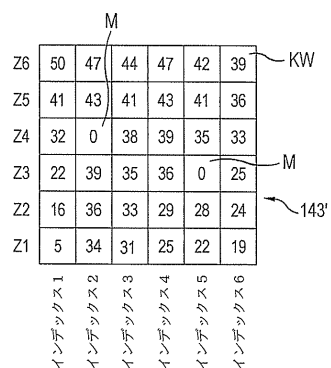 M
Z6 50 47 44 47 42 39 KW
Z5 41 43 41 43 41 36
Z4 32 0 38 39 35 33
Z3 22 39 35 36 0 25 M
Z2 16 36 33 29 28 24 143'
Z1 5 34 31 25 22 19
インデックス1
インデックス2
インデックス3
インデックス4
インデックス5
インデックス6